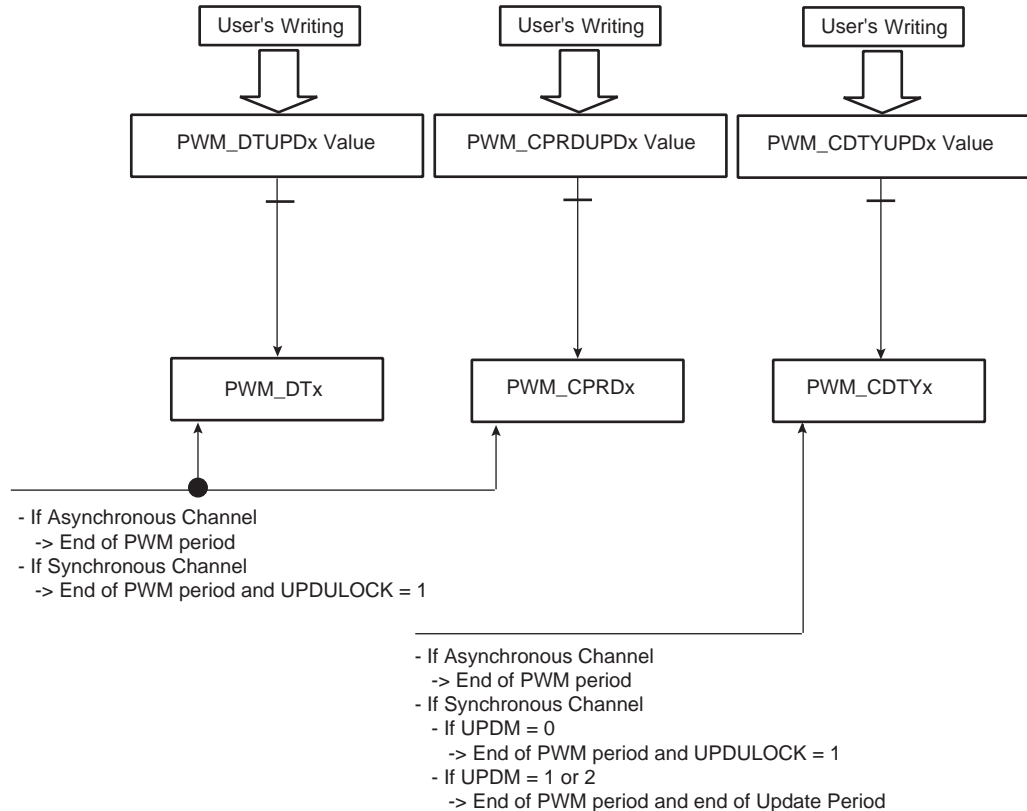 User's Writing
User's Writing
User's Writing
PWM_DTUPDx Value
PWM_CPRDUPDx Value
PWM_CDTYUPDx Value
PWM_DTx
PWM_CPRDx
PWM_CDTYx
- If Asynchronous Channel
-> End of PWM period
- If Synchronous Channel
-> End of PWM period and UPDULOCK = 1
- If Asynchronous Channel
-> End of PWM period
- If Synchronous Channel
- If UPDM = 0
-> End of PWM period and UPDULOCK = 1
- If UPDM = 1 or 2
-> End of PWM period and end of Update Period